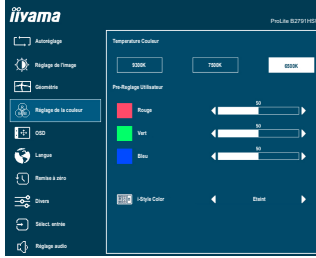 iiyama
ProLite B2791HS
Autoréglage
Réglage de l'image
Géométrie
Réglage de la couleur
OSD
Langue
Remise à zéro
Divers
Sélect. entrée
Réglage audio
Temperature Couleur
9300K
7500K
6500K
Pre-Reglage Utilisateur
Rouge
50
Vert
50
Bleu
50
i-Style Color
Eteint